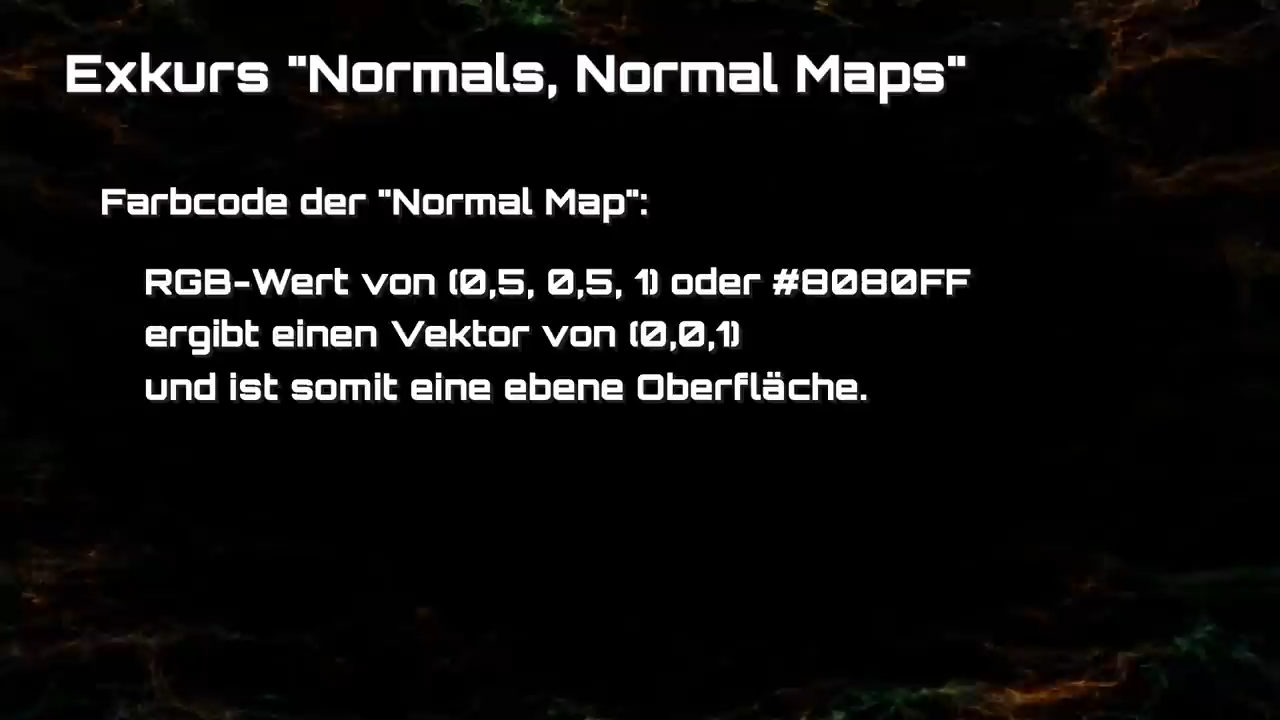 Exkurs "Normals, Normal Maps"
Farbcode der "Normal Map":
RGB-Wert von (0,5, 0,5, 1) oder #8080FF
ergibt einen Vektor von (0,0,1)
und ist somit eine ebene Oberfläche.